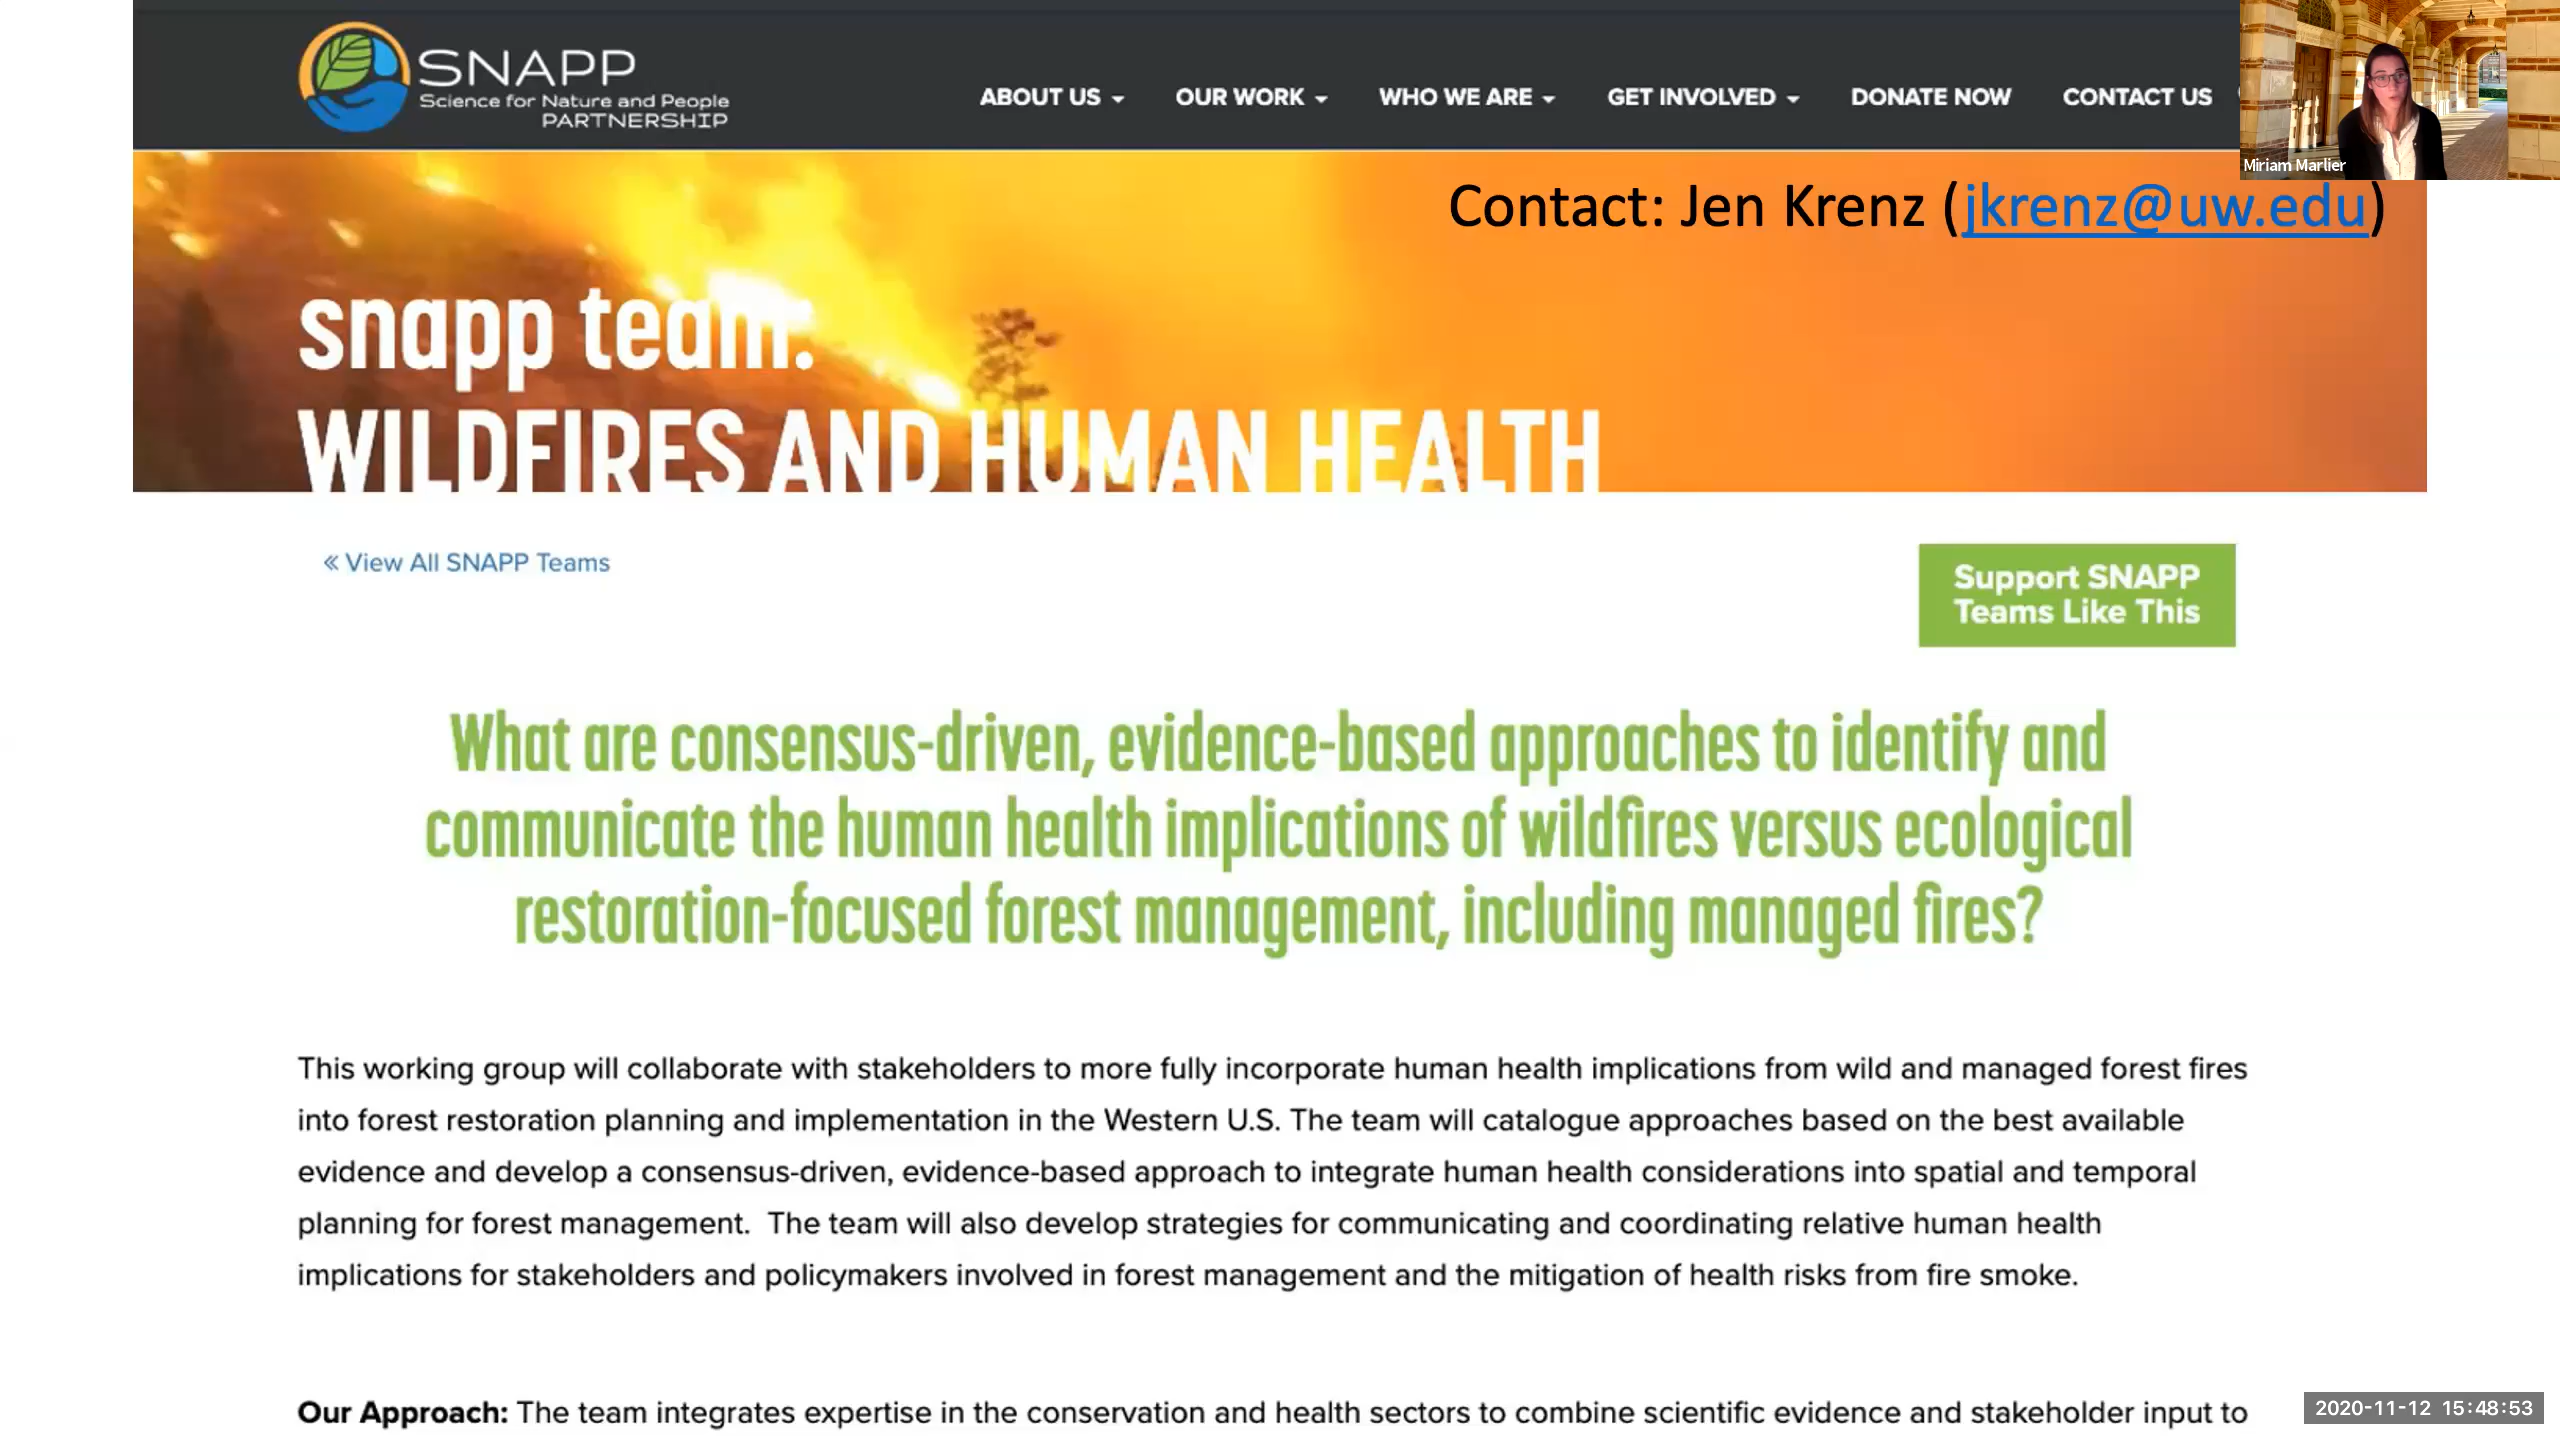 SNAPP
Science for Nature and People
PARTNERSHIP
ABOUT US
OUR WORK
WHO WE ARE
GET INVOLVED
DONATE NOW
CONTACT US
Miriam Marlier
Contact: Jen Krenz (jkrenz@uw.edu)
snapp team:
WILDFIRES AND HUMAN HEALTH
« View All SNAPP Teams
Support SNAPP
Teams Like This
What are consensus-driven, evidence-based approaches to identify and
communicate the human health implications of wildfires versus ecological
restoration-focused forest management, including managed fires?
This working group will collaborate with stakeholders to more fully incorporate human health implications from wild and managed forest fires
into forest restoration planning and implementation in the Western U.S. The team will catalogue approaches based on the best available
evidence and develop a consensus-driven, evidence-based approach to integrate human health considerations into spatial and temporal
planning for forest management.  The team will also develop strategies for communicating and coordinating relative human health
implications for stakeholders and policymakers involved in forest management and the mitigation of health risks from fire smoke.
Our Approach: The team integrates expertise in the conservation and health sectors to combine scientific evidence and stakeholder input to
2020-11-12 15:48:53